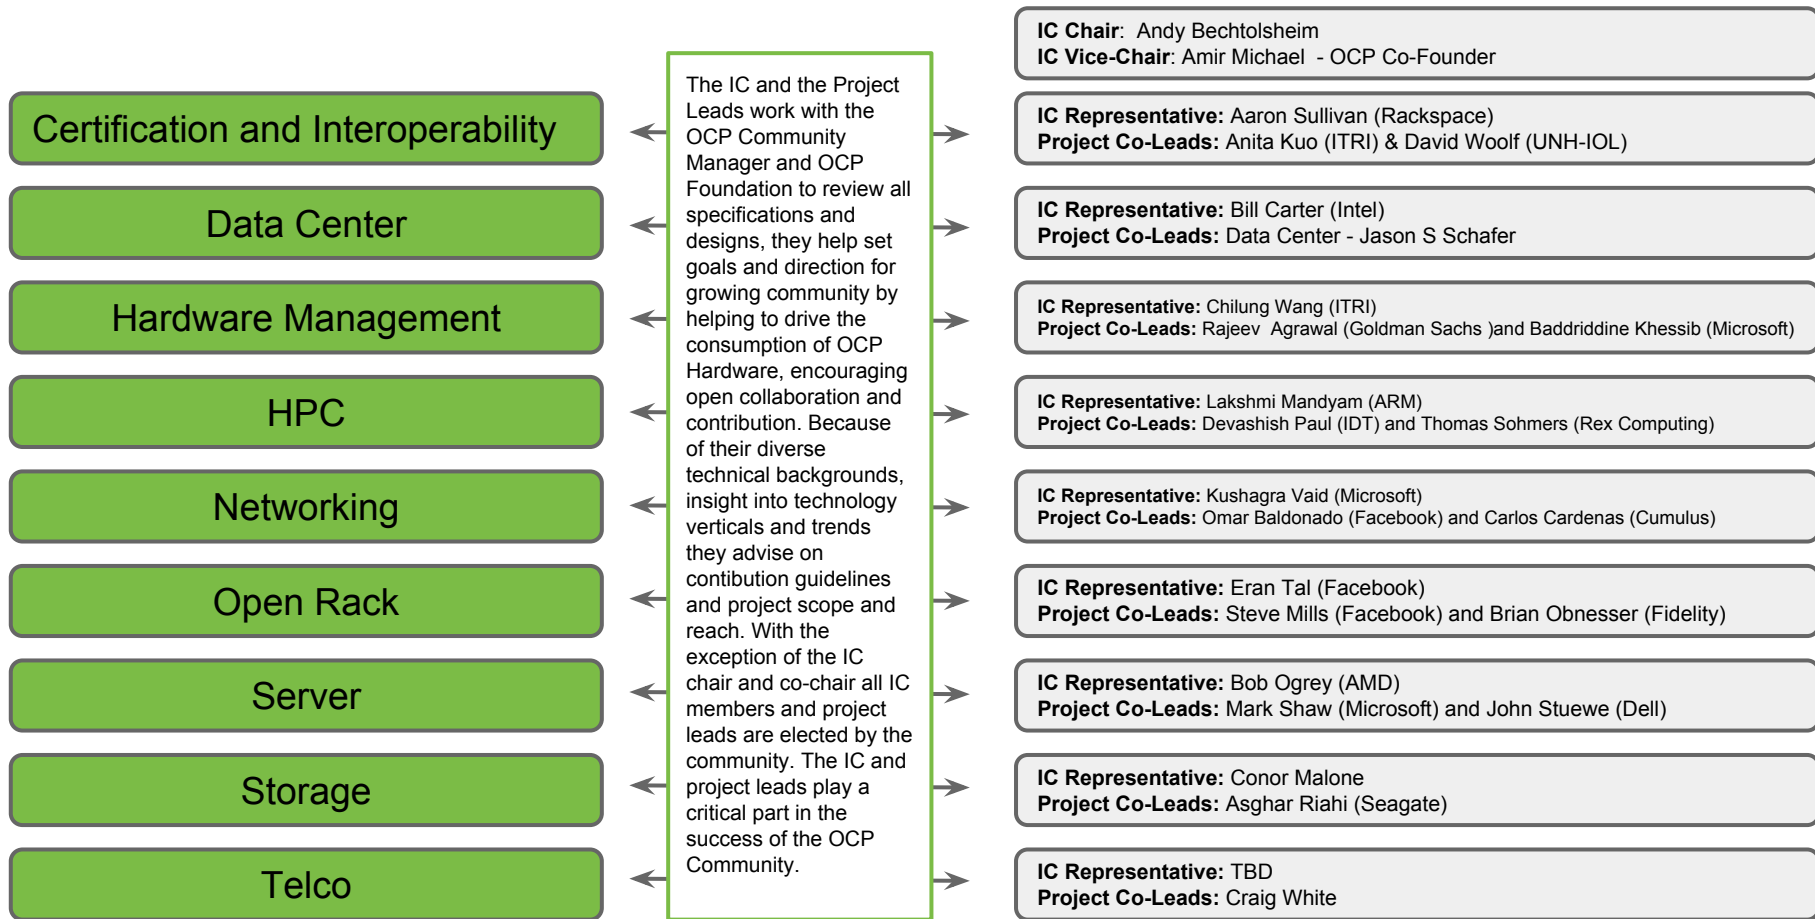 IC Chair: Andy Bechtolsheim
IC Vice-Chair: Amir Michael - OCP Co-Founder
Certification and Interoperability
Data Center
Hardware Management
HPC
Networking
Open Rack
Server
Storage
Telco
The IC and the Project
Leads work with the
OCP Community
Manager and OCP
Foundation to review all
specifications and
designs, they help set
goals and direction for
growing community by
helping to drive the
consumption of OCP
Hardware, encouraging
open collaboration and
contribution. Because
of their diverse
technical backgrounds,
insight into technology
verticals and trends
they advise on
contibution guidelines
and project scope and
reach. With the
exception of the IC
chair and co-chair all IC
members and project
leads are elected by the
community. The IC and
project leads play a
critical part in the
success of the OCP
Community.
IC Representative: Aaron Sullivan (Rackspace)
Project Co-Leads: Anita Kuo (ITRI) & David Woolf (UNH-IOL)
IC Representative: Bill Carter (Intel)
Project Co-Leads: Data Center - Jason S Schafer
IC Representative: Chilung Wang (ITRI)
Project Co-Leads: Rajeev Agrawal (Goldman Sachs )and Baddriddine Khessib (Microsoft)
IC Representative: Lakshmi Mandyam (ARM)
Project Co-Leads: Devashish Paul (IDT) and Thomas Sohmers (Rex Computing)
IC Representative: Kushagra Vaid (Microsoft)
Project Co-Leads: Omar Baldonado (Facebook) and Carlos Cardenas (Cumulus)
IC Representative: Eran Tal (Facebook)
Project Co-Leads: Steve Mills (Facebook) and Brian Obnesser (Fidelity)
IC Representative: Bob Ogrey (AMD)
Project Co-Leads: Mark Shaw (Microsoft) and John Stuewe (Dell)
IC Representative: Conor Malone
Project Co-Leads: Asghar Riahi (Seagate)
IC Representative: TBD
Project Co-Leads: Craig White